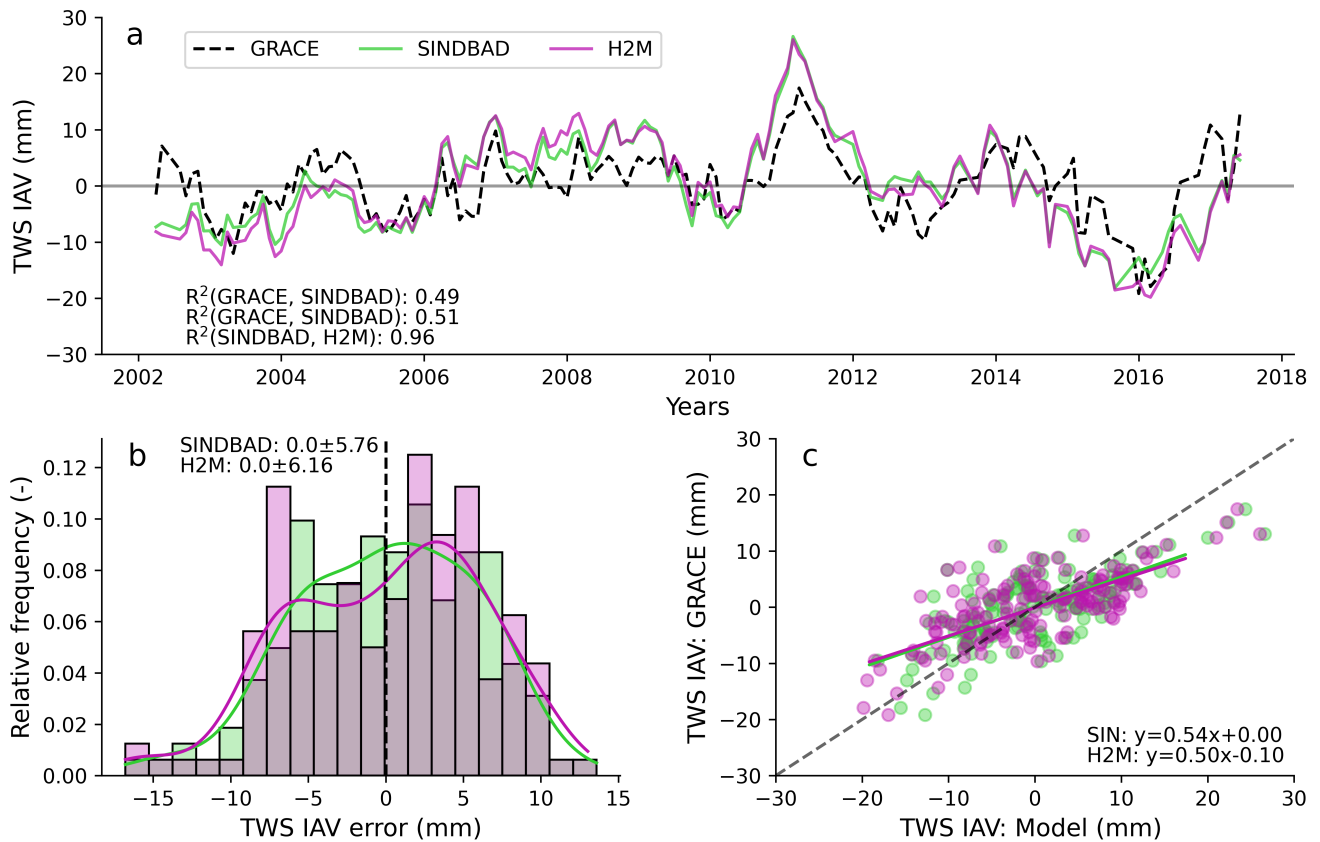 a
GRACE SINDBAD H2M
TWS IAV (mm)
30
20
10
0
−10
−20
−30
R²(GRACE, SINDBAD): 0.49
R²(GRACE, SINDBAD): 0.51
R²(SINDBAD, H2M): 0.96
2002 2004 2006 2008 2010 2012 2014 2016 2018
Years
b
SINDBAD: 0.0±5.76
H2M: 0.0±6.16
Relative frequency (-)
0.12
0.10
0.08
0.06
0.04
0.02
0.00
−15 −10 −5 0 5 10 15
TWS IAV error (mm)
c
TWS IAV: GRACE (mm)
30
20
10
0
−10
−20
−30
SIN: y=0.54x+0.00
H2M: y=0.50x-0.10
−30 −20 −10 0 10 20 30
TWS IAV: Model (mm)